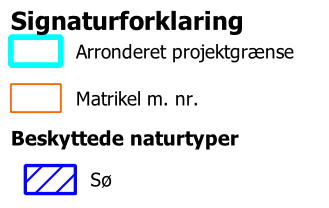 Signaturforklaring
Arronderet projektgrænse
Matrikel m. nr.
Beskyttede naturtyper
Sø